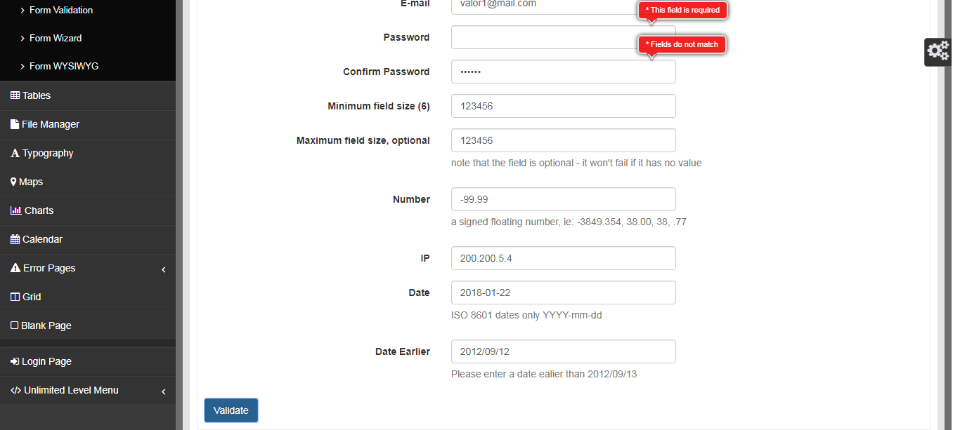 Form Validation
Form Wizard
Form WYSIWYG
Tables
File Manager
Typography
Maps
Charts
Calendar
Error Pages
Grid
Blank Page
Login Page
Unlimited Level Menu
E-mail
valor1@mail.com
* This field is required
Password
* Fields do not match
Confirm Password
••••••
Minimum field size (6)
123456
Maximum field size, optional
123456
note that the field is optional - it won't fail if it has no value
Number
-99.99
a signed floating number, ie: -3849.354, 38.00, 38, .77
IP
200.200.5.4
Date
2018-01-22
ISO 8601 dates only YYYY-mm-dd
Date Earlier
2012/09/12
Please enter a date ealier than 2012/09/13
Validate